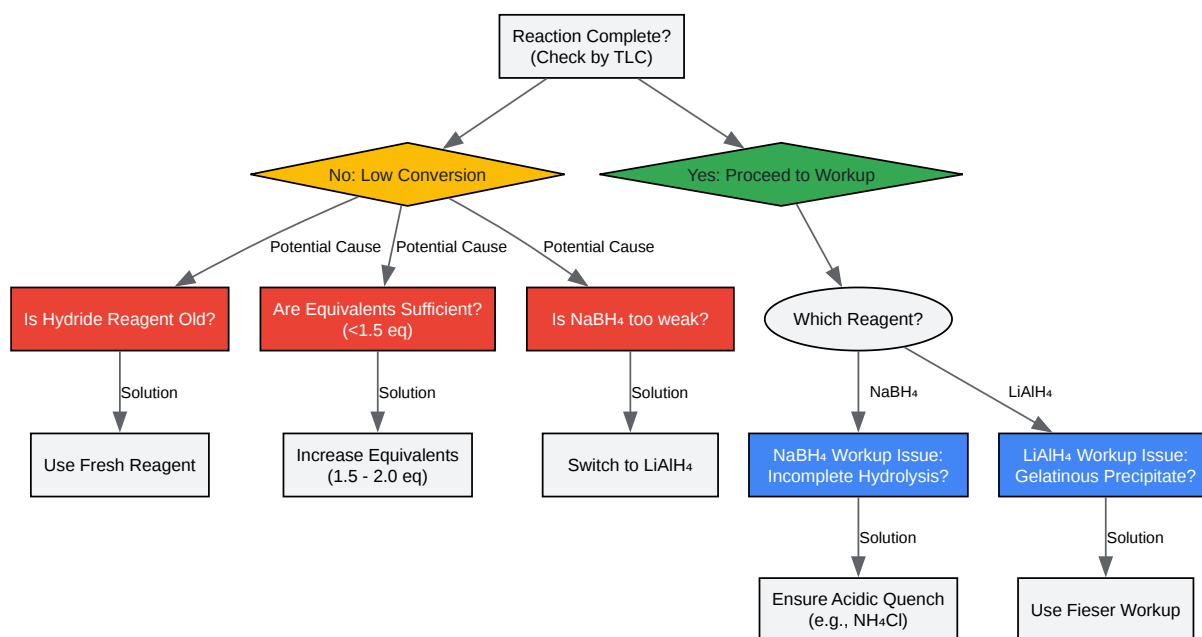 Reaction Complete?
(Check by TLC)
No: Low Conversion
Yes: Proceed to Workup
Potential Cause
Potential Cause
Potential Cause
Is Hydride Reagent Old?
Are Equivalents Sufficient?
(<1.5 eq)
Is NaBH₄ too weak?
Which Reagent?
Solution
Solution
Solution
NaBH₄
LiAlH₄
Use Fresh Reagent
Increase Equivalents
(1.5 - 2.0 eq)
Switch to LiAlH₄
NaBH₄ Workup Issue:
Incomplete Hydrolysis?
LiAlH₄ Workup Issue:
Gelatinous Precipitate?
Solution
Solution
Ensure Acidic Quench
(e.g., NH₄Cl)
Use Fieser Workup